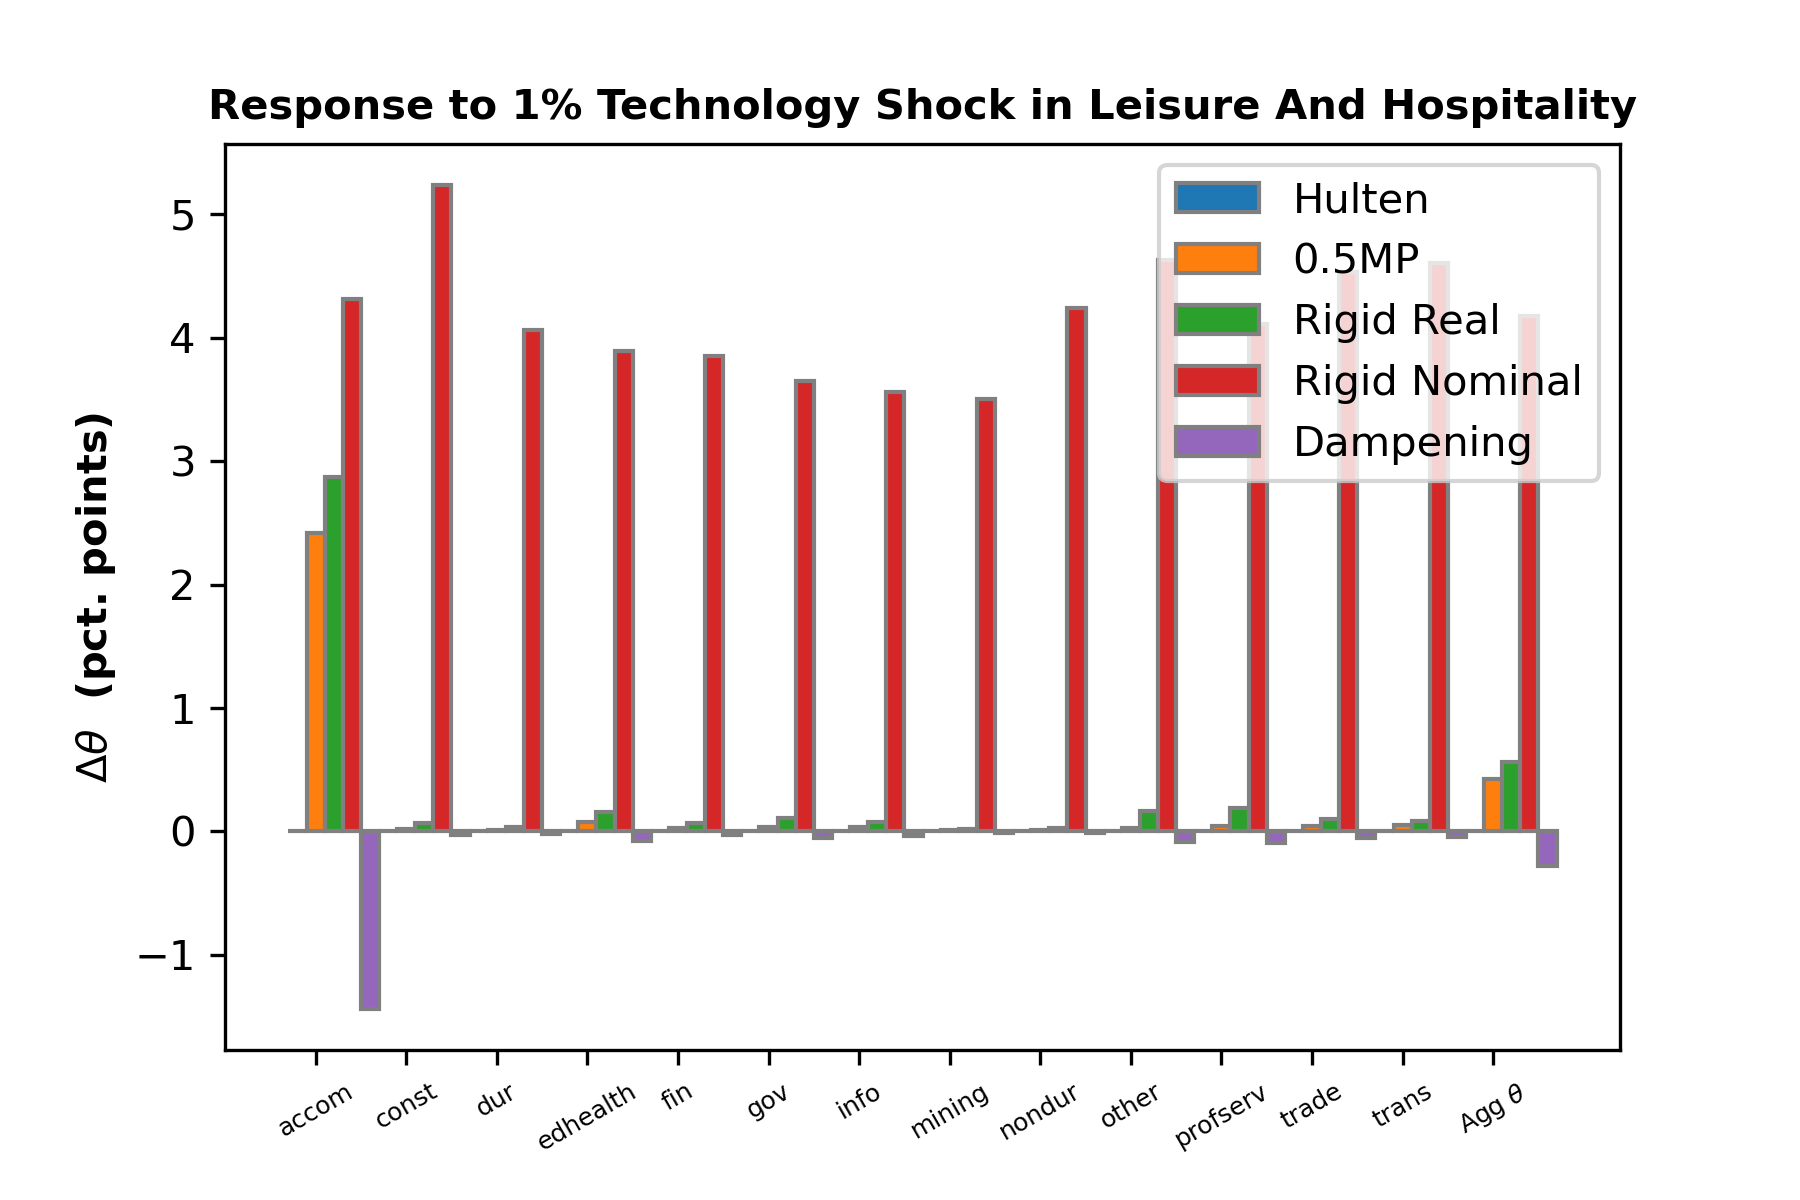 Response to 1% Technology Shock in Leisure And Hospitality
Hulten
0.5MP
Rigid Real
Rigid Nominal
Dampening
Δθ (pct. points)
5
4
3
2
1
0
−1
accom
const
dur
edhealth
fin
gov
info
mining
nondur
other
profserv
trade
trans
Agg θ